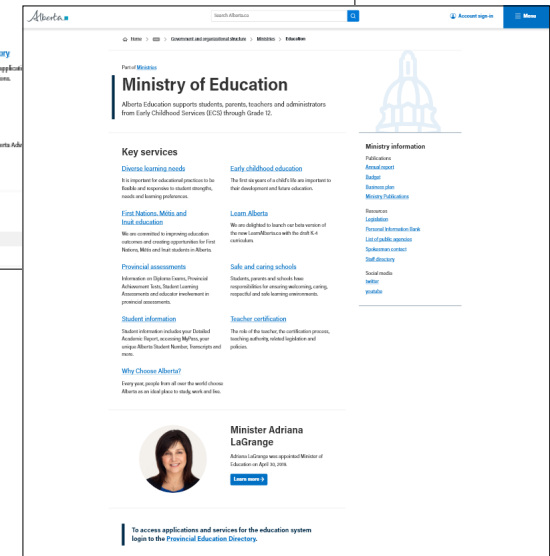 ory
applicati
ons.
erta Adv
Alberta
Search Alberta.ca
Account sign-in
Menu
Home > > Government and organizational structure > Ministries > Education
Part of Ministries
Ministry of Education
Alberta Education supports students, parents, teachers and administrators
from Early Childhood Services (ECS) through Grade 12.
Key services
Diverse learning needs
It is important for educational practices to be
flexible and responsive to student strengths,
needs and learning preferences.
Early childhood education
The first six years of a child's life are important to
their development and future education.
First Nations, Métis and
Inuit education
We are committed to improving education
outcomes and creating opportunities for First
Nations, Métis and Inuit students in Alberta.
Learn Alberta
We are delighted to launch our beta version of
the new LearnAlberta.ca with the draft K-6
curriculum.
Provincial assessments
Information on Diploma Exams, Provincial
Achievement Tests, Student Learning
Assessments and educator involvement in
provincial assessments.
Safe and caring schools
Students, parents and schools have
responsibilities for ensuring welcoming, caring,
respectful and safe learning environments.
Student information
Student information includes your Detailed
Academic Report, accessing MyPass, your
unique Alberta Student Number, Transcripts and
more.
Teacher certification
The role of the teacher, the certification process,
teaching authority, related legislation and
policies.
Why Choose Alberta?
Every year, people from all over the world choose
Alberta as an ideal place to study, work and live.
Ministry information
Publications
Annual report
Budget
Business plan
Ministry Publications
Resources
Legislation
Personal Information Bank
List of public agencies
Spokesman contact
Staff directory
Social media
twitter
youtube
Minister Adriana
LaGrange
Adriana LaGrange was appointed Minister of
Education on April 30, 2019.
Learn more →
To access applications and services for the education system
login to the Provincial Education Directory.